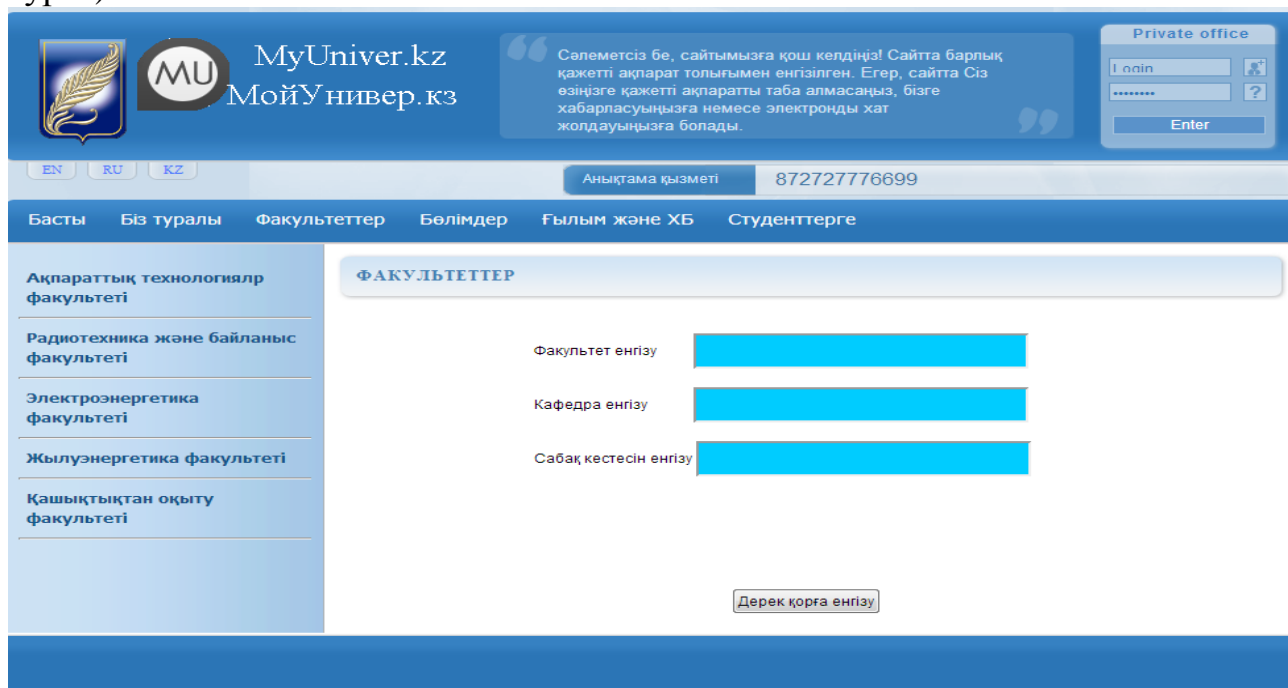 MyUniver.kz
МойУнивер.кз
MU
Сәлеметсіз бе, сайтымызға қош келдіңіз! Сайтта барлық
қажетті ақпарат толығымен енгізілген. Егер, сайтта Сіз
өзіңізге қажетті ақпаратты таба алмасаңыз, бізге
хабарласуыңызға немесе электронды хат
жолдауыңызға болады.
Private office
Login
Enter
EN RU KZ
Анықтама қызметі 872727776699
Басты Біз туралы Факультеттер Бөлімдер Ғылым және ХБ Студенттерге
Ақпараттық технологиялр
факультеті
Радиотехника және байланыс
факультеті
Электроэнергетика
факультеті
Жылуэнергетика факультеті
Қашықтықтан оқыту
факультеті
ФАКУЛЬТЕТТЕР
Факультет енгізу
Кафедра енгізу
Сабақ кестесін енгізу
Дерек қорға енгізу